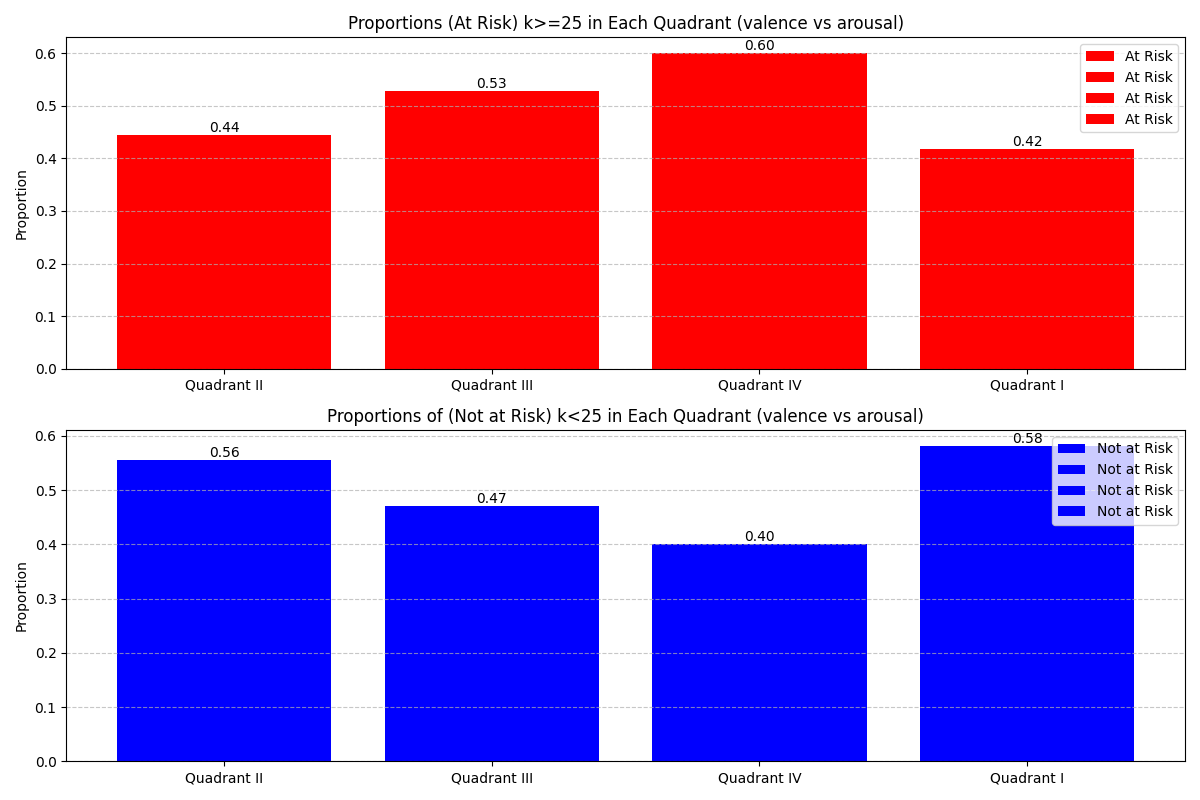 Proportions (At Risk) k>=25 in Each Quadrant (valence vs arousal)
Proportion
0.6
0.5
0.4
0.3
0.2
0.1
0.0
0.44
0.53
0.60
0.42
At Risk
At Risk
At Risk
At Risk
Quadrant II
Quadrant III
Quadrant IV
Quadrant I
Proportions of (Not at Risk) k<25 in Each Quadrant (valence vs arousal)
Proportion
0.6
0.5
0.4
0.3
0.2
0.1
0.0
0.56
0.47
0.40
0.58
Not at Risk
Not at Risk
Not at Risk
Not at Risk
Quadrant II
Quadrant III
Quadrant IV
Quadrant I